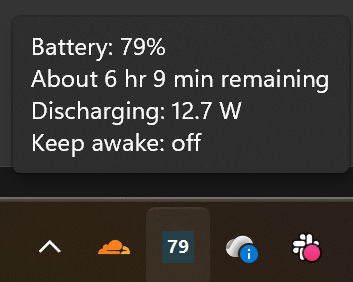 Battery: 79%
About 6 hr 9 min remaining
Discharging: 12.7 W
Keep awake: off
79